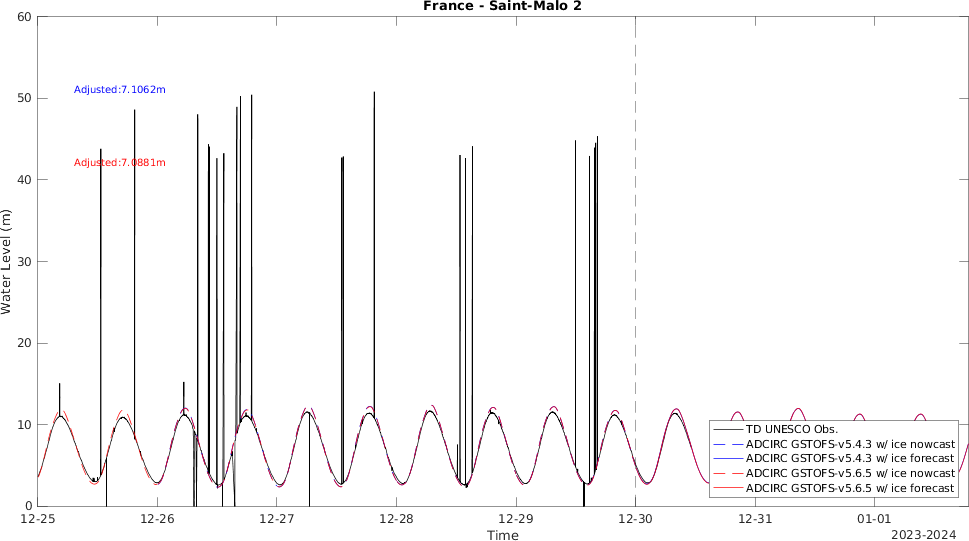 France - Saint-Malo 2
60
50
40
30
20
10
0
Water Level (m)
Adjusted:7.1062m
Adjusted:7.0881m
TD UNESCO Obs.
ADCIRC GSTOFS-v5.4.3 w/ ice nowcast
ADCIRC GSTOFS-v5.4.3 w/ ice forecast
ADCIRC GSTOFS-v5.6.5 w/ ice nowcast
ADCIRC GSTOFS-v5.6.5 w/ ice forecast
12-25 12-26 12-27 12-28 12-29 12-30 12-31 01-01
Time
2023-2024